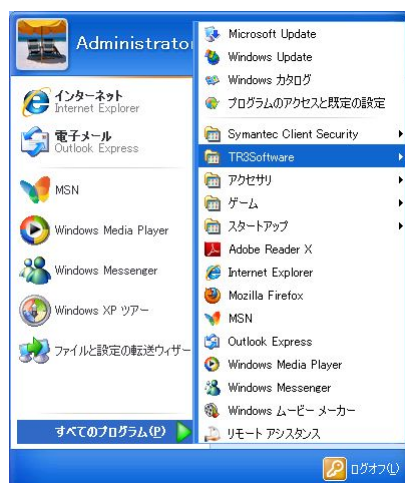 Administrato
インターネット
Internet Explorer
電子メール
Outlook Express
MSN
Windows Media Player
Windows Messenger
Windows XP ツアー
ファイルと設定の転送ウィザー
すべてのプログラム(P)
Microsoft Update
Windows Update
Windows カタログ
プログラムのアクセスと既定の設定
Symantec Client Security
TR3Software
アクセサリ
ゲーム
スタートアップ
Adobe Reader X
Internet Explorer
Mozilla Firefox
MSN
Outlook Express
Windows Media Player
Windows Messenger
Windows ムービー メーカー
リモート アシスタンス
ログオフ(L)